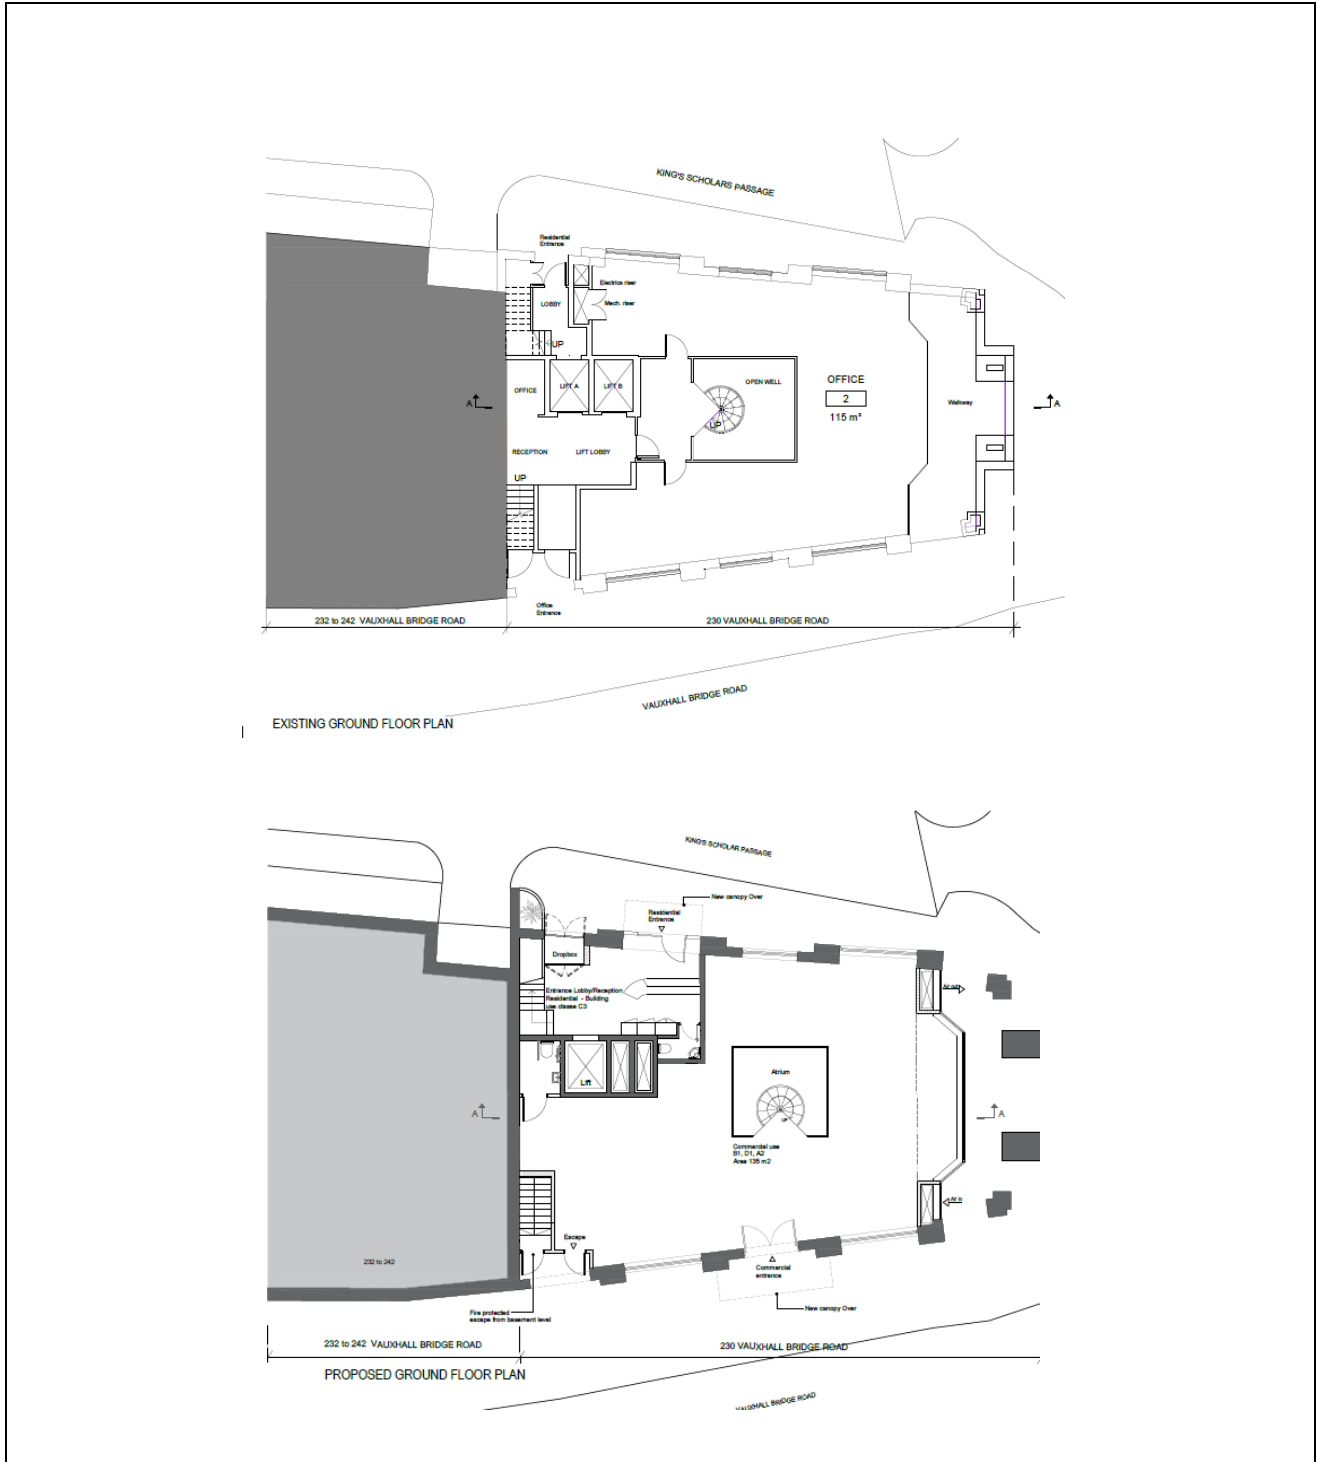 KING'S SCHOLARS PASSAGE
Residential
Entrance
Electrics riser
LOBBY
Mech. riser
UP
OFFICE
LIFT A
LIFT B
OPEN WELL
OFFICE
2
115 m²
Walkway
A
A
UP
RECEPTION
LIFT LOBBY
UP
Office
Entrance
232 to 242 VAUXHALL BRIDGE ROAD
230 VAUXHALL BRIDGE ROAD
VAUXHALL BRIDGE ROAD
EXISTING GROUND FLOOR PLAN
KING'S SCHOLAR PASSAGE
New canopy Over
Residential
Entrance
Dropbox
Entrance Lobby/Reception
Residential - Building
use classe C3
Air out
Lift
Atrium
A
A
Commercial use
B1, D1, A2
Area 135 m2
Air in
Escape
Commercial
entrance
232 to 242
New canopy Over
Fire protected
escape from basement level
232 to 242 VAUXHALL BRIDGE ROAD
230 VAUXHALL BRIDGE ROAD
PROPOSED GROUND FLOOR PLAN
VAUXHALL BRIDGE ROAD